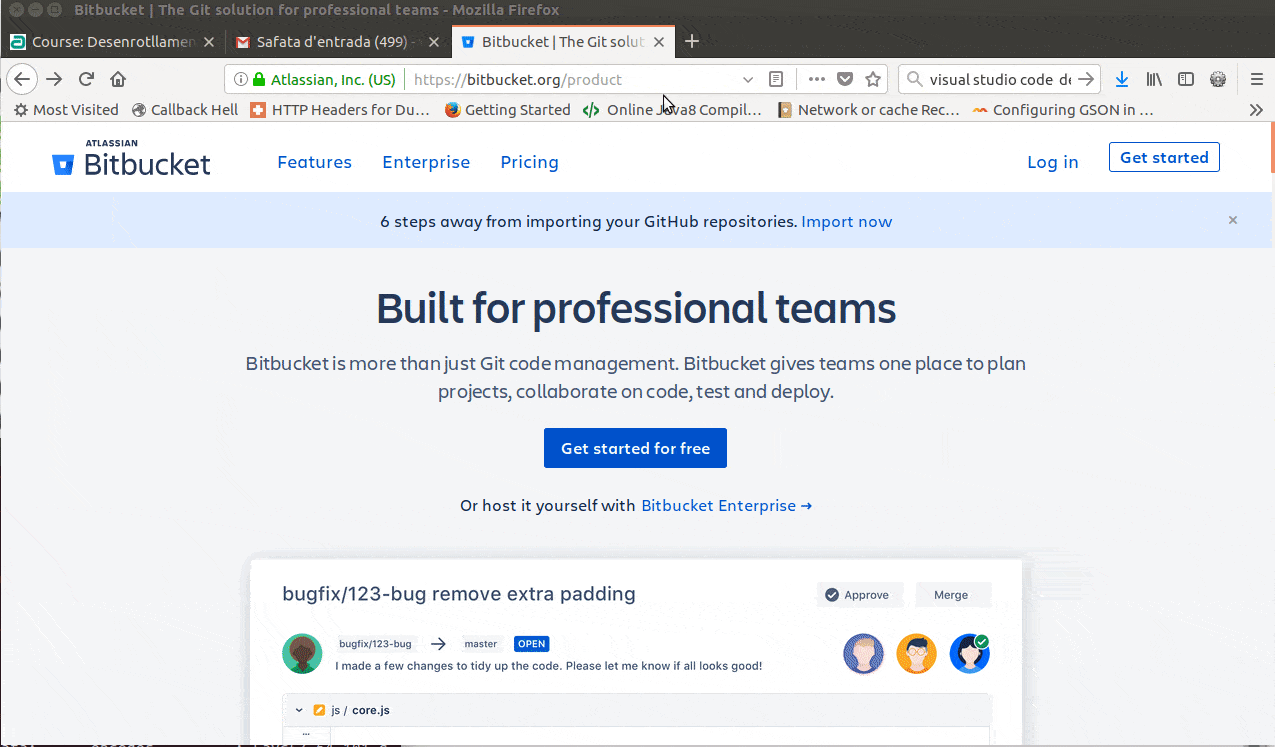 Bitbucket | The Git solution for professional teams - Mozilla Firefox
Course: Desenrotllamen
Safata d'entrada (499) -
Bitbucket | The Git solut
Atlassian, Inc. (US)
https://bitbucket.org/product
visual studio code de
Most Visited
Callback Hell
HTTP Headers for Du...
Getting Started
Online Java8 Compil...
Network or cache Rec...
Configuring GSON in ...
ATLASSIAN
Bitbucket
Features
Enterprise
Pricing
Log in
Get started
6 steps away from importing your GitHub repositories. Import now
Built for professional teams
Bitbucket is more than just Git code management. Bitbucket gives teams one place to plan
projects, collaborate on code, test and deploy.
Get started for free
Or host it yourself with Bitbucket Enterprise →
bugfix/123-bug remove extra padding
Approve
Merge
bugfix/123-bug → master OPEN
I made a few changes to tidy up the code. Please let me know if all looks good!
js / core.js
...